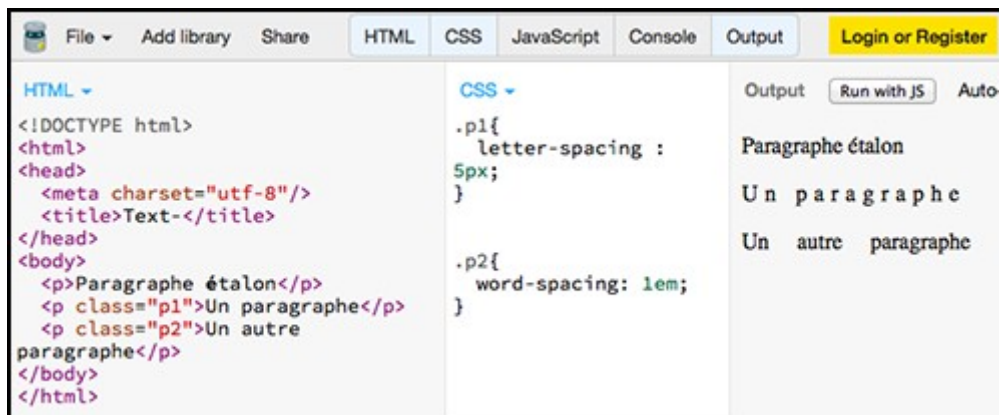 File Add library Share HTML CSS JavaScript Console Output Login or Register
HTML
<!DOCTYPE html>
<html>
<head>
<meta charset="utf-8"/>
<title>Text-</title>
</head>
<body>
<p>Paragraphe étalon</p>
<p class="p1">Un paragraphe</p>
<p class="p2">Un autre
paragraphe</p>
</body>
</html>
CSS
.p1{
letter-spacing :
5px;
}
.p2{
word-spacing: 1em;
}
Output Run with JS Auto-
Paragraphe étalon
Un paragraphe
Un autre paragraphe